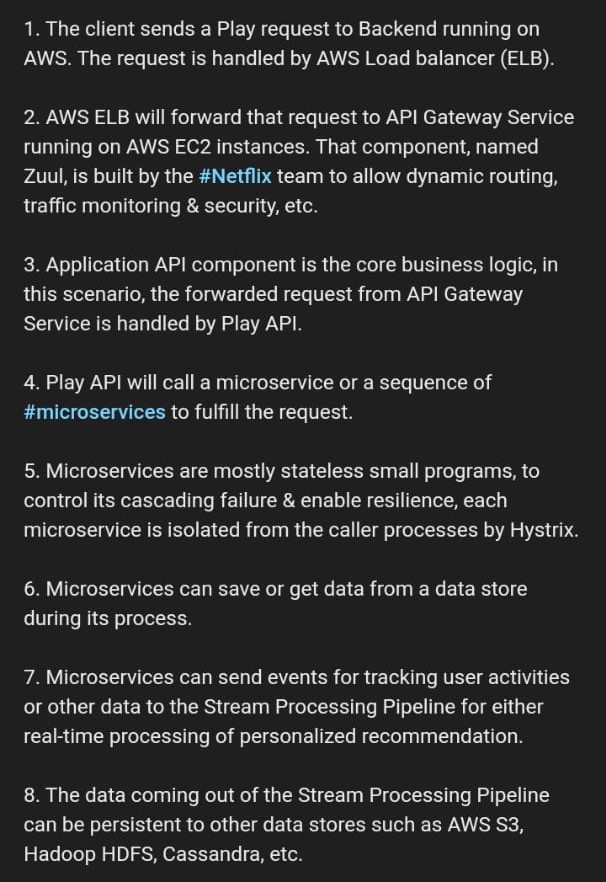 1. The client sends a Play request to Backend running on
AWS. The request is handled by AWS Load balancer (ELB).
2. AWS ELB will forward that request to API Gateway Service
running on AWS EC2 instances. That component, named
Zuul, is built by the #Netflix team to allow dynamic routing,
traffic monitoring & security, etc.
3. Application API component is the core business logic, in
this scenario, the forwarded request from API Gateway
Service is handled by Play API.
4. Play API will call a microservice or a sequence of
#microservices to fulfill the request.
5. Microservices are mostly stateless small programs, to
control its cascading failure & enable resilience, each
microservice is isolated from the caller processes by Hystrix.
6. Microservices can save or get data from a data store
during its process.
7. Microservices can send events for tracking user activities
or other data to the Stream Processing Pipeline for either
real-time processing of personalized recommendation.
8. The data coming out of the Stream Processing Pipeline
can be persistent to other data stores such as AWS S3,
Hadoop HDFS, Cassandra, etc.